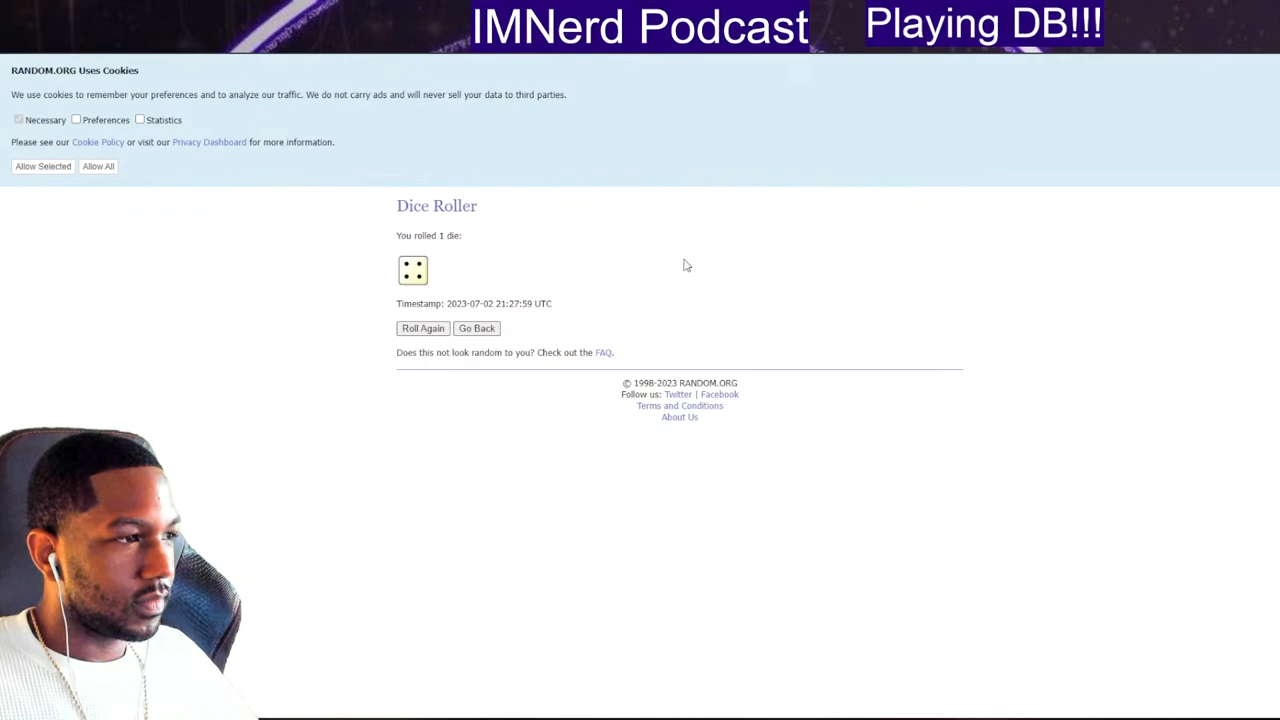 IMNerd Podcast
Playing DB!!!
RANDOM.ORG Uses Cookies
We use cookies to remember your preferences and to analyze our traffic. We do not carry ads and will never sell your data to third parties.
Necessary Preferences Statistics
Please see our Cookie Policy or visit our Privacy Dashboard for more information.
Allow Selected Allow All
Dice Roller
You rolled 1 die:
Timestamp: 2023-07-02 21:27:59 UTC
Roll Again Go Back
Does this not look random to you? Check out the FAQ.
© 1998-2023 RANDOM.ORG
Follow us: Twitter | Facebook
Terms and Conditions
About Us